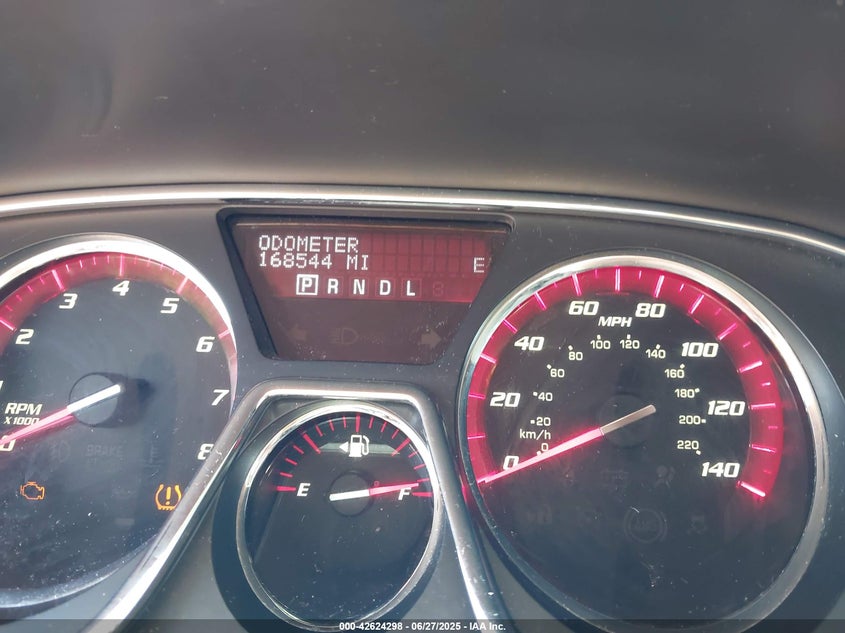 ODOMETER
168544 MI E
P R N D L
2 3 4 5 6 7 8
RPM
X1000
0 20 40 60 80 100 120 140
MPH
0 20 40 60 80 100 120 140 160 180 200 220
km/h
E F
BRAKE
ABS
000-42624298 - 06/27/2025 - IAA Inc.